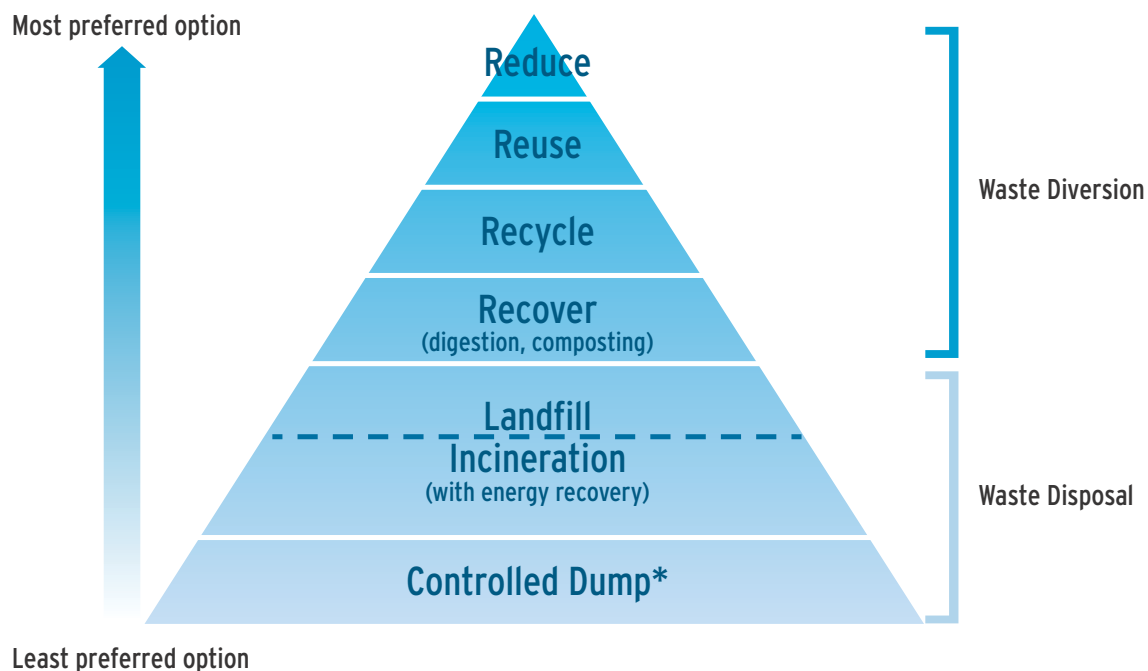 Most preferred option
Reduce
Reuse
Recycle
Recover
(digestion, composting)
Waste Diversion
Landfill
Incineration
(with energy recovery)
Waste Disposal
Controlled Dump*
Least preferred option